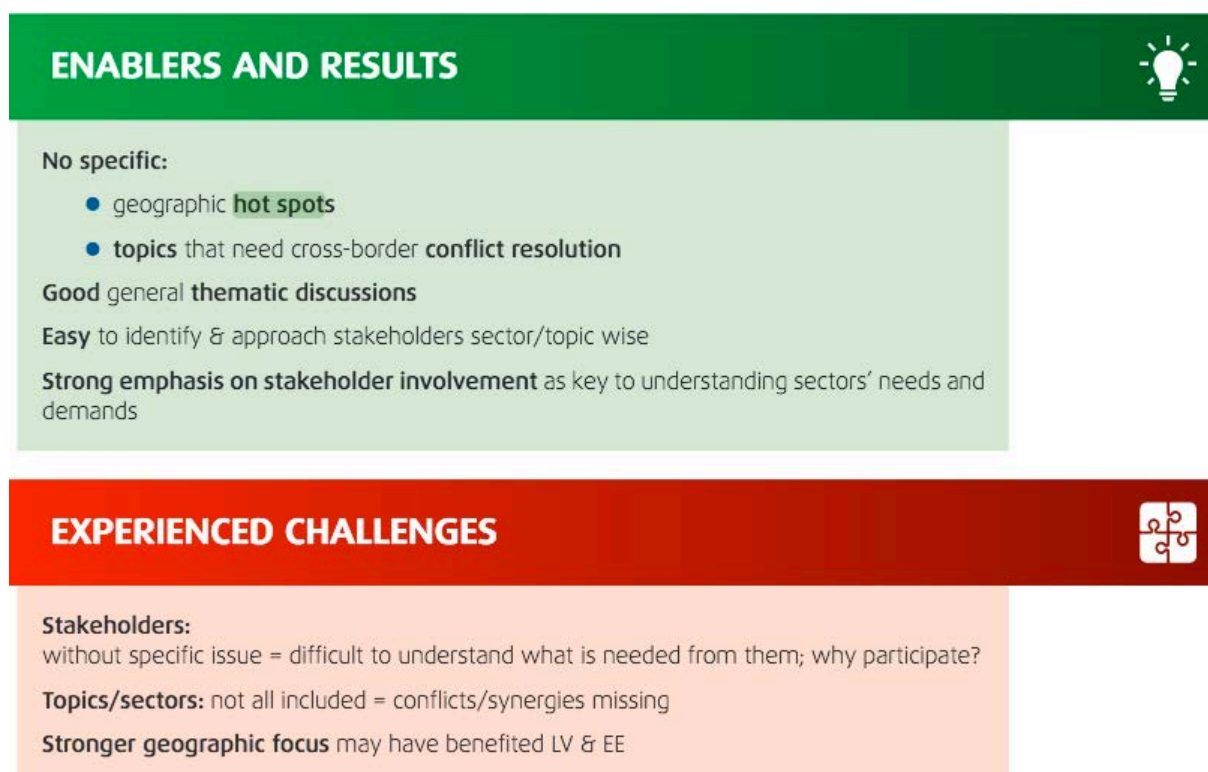 ENABLERS AND RESULTS
No specific:
geographic hot spots
topics that need cross-border conflict resolution
Good general thematic discussions
Easy to identify & approach stakeholders sector/topic wise
Strong emphasis on stakeholder involvement as key to understanding sectors' needs and
demands
EXPERIENCED CHALLENGES
Stakeholders:
without specific issue = difficult to understand what is needed from them; why participate?
Topics/sectors: not all included = conflicts/synergies missing
Stronger geographic focus may have benefited LV & EE